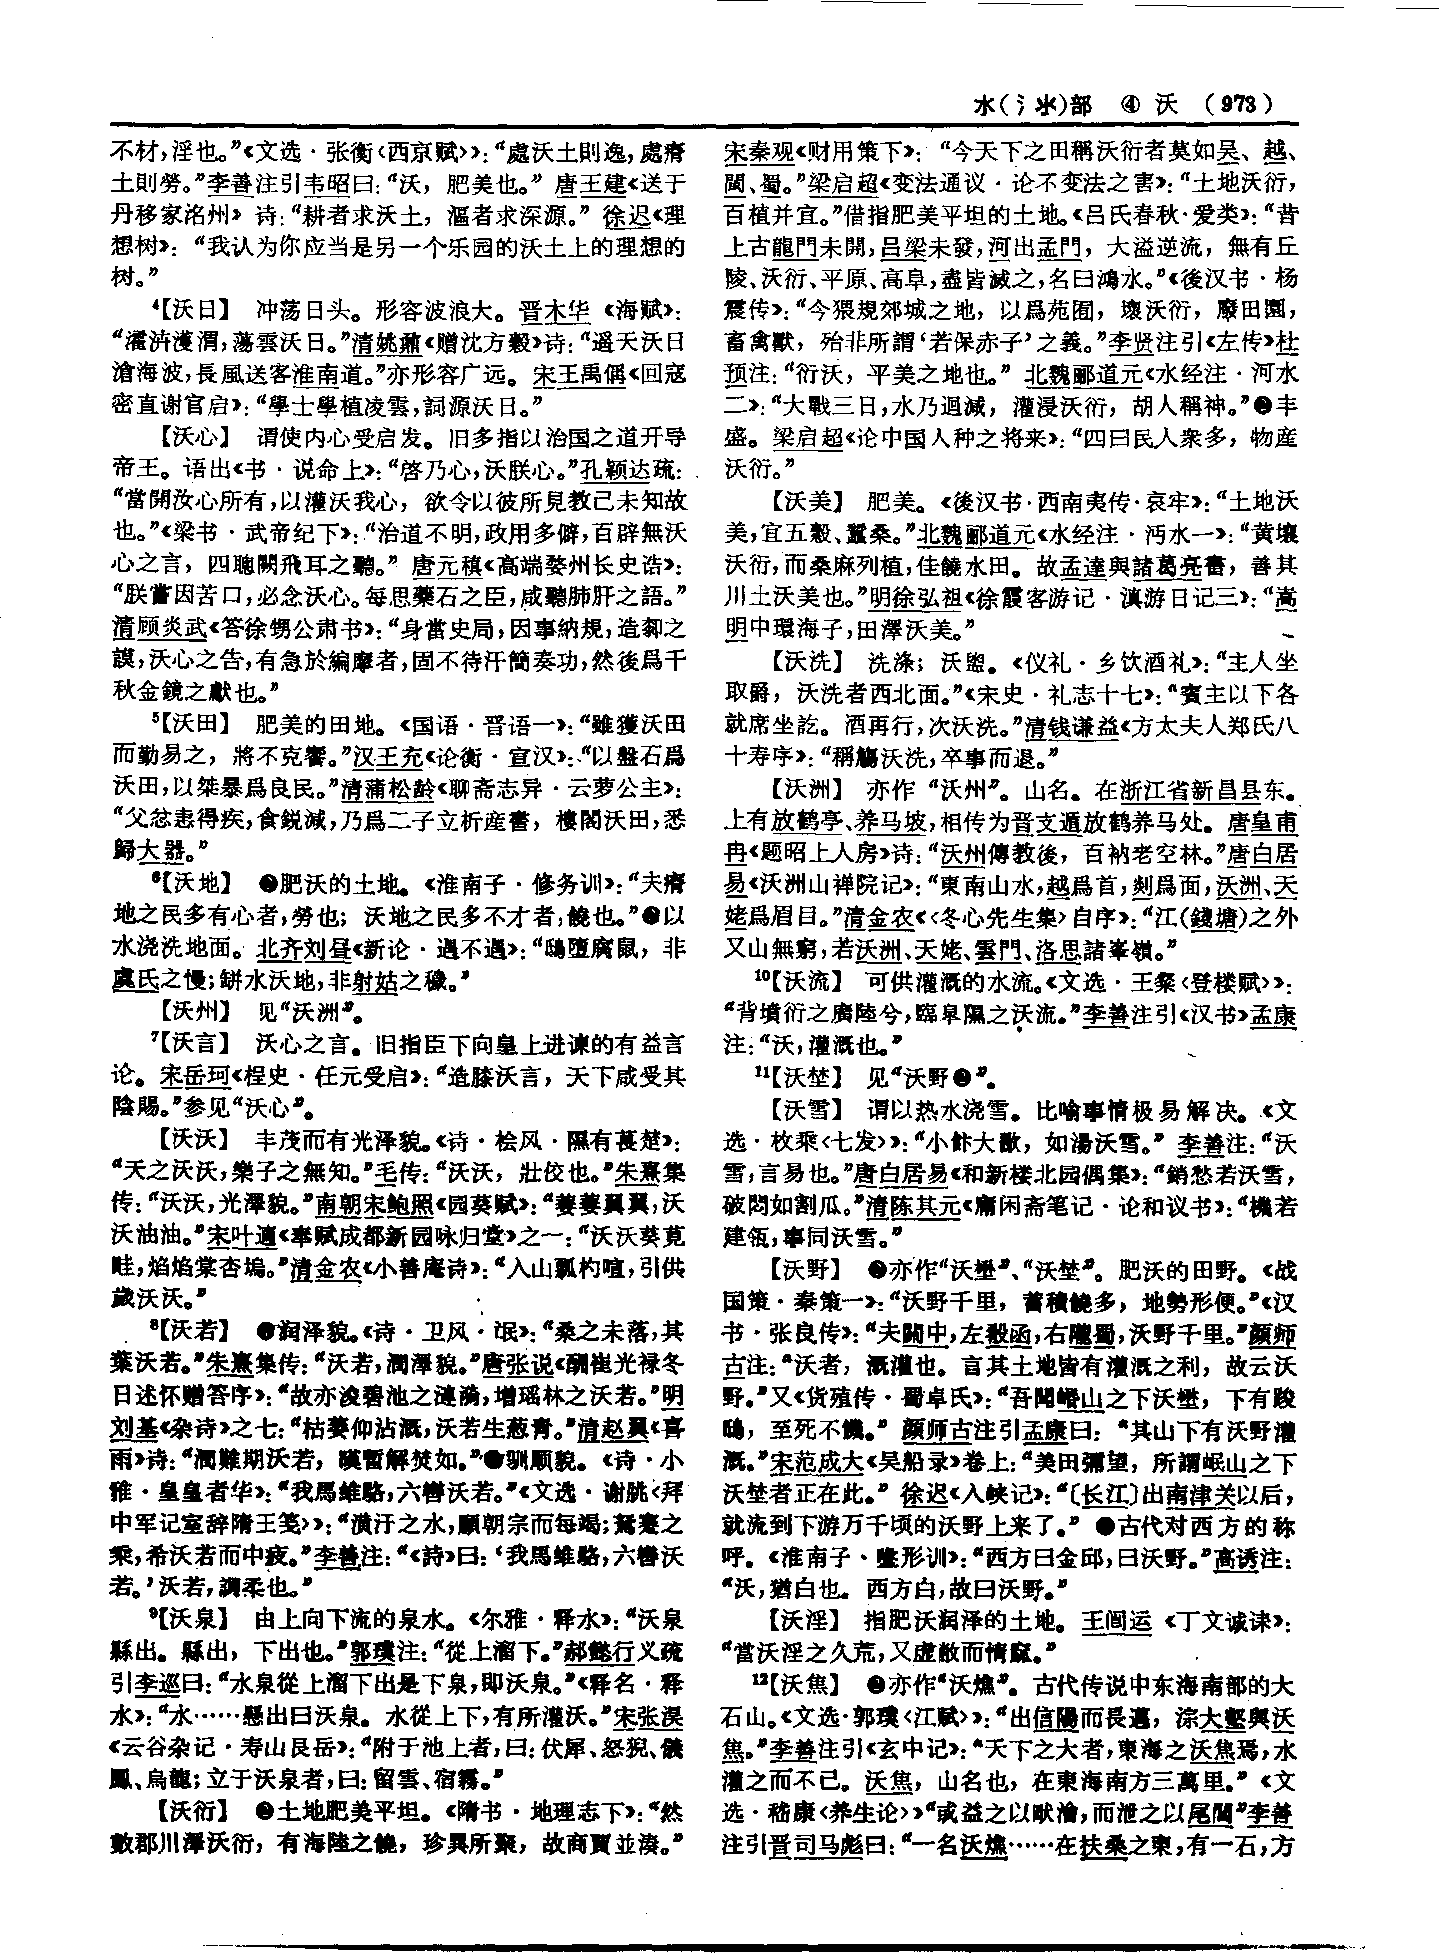 水(氵氺)部　④ 沃　(973)
不材,淫也。”《文选·张衡〈西京赋〉》:“處沃土則逸,處瘠
土則勞。”李善注引韦昭曰:“沃，肥美也。” 唐王建《送于
丹移家洺州》诗:“耕者求沃土，漚者求深源。” 徐迟《理
想树》:“我认为你应当是另一个乐园的沃土上的理想的
树。”
4【沃日】 冲荡日头。形容波浪大。晋木华《海赋》:
“瀖泋濩渭,蕩雲沃日。”清姚鼐《赠沈方穀》诗:“遥天沃日
滄海波,長風送客淮南道。”亦形容广远。宋王禹偁《回寇
密直谢官启》:“學士學植凌雲,詞源沃日。”
【沃心】 谓使内心受启发。旧多指以治国之道开导
帝王。语出《书·说命上》:“啓乃心,沃朕心。”孔颖达疏:
“當開汝心所有,以灌沃我心，欲令以彼所見教己未知故
也。”《梁书·武帝纪下》:“治道不明,政用多僻,百辟無沃
心之言，四聰闕飛耳之聽。” 唐元稹《高端婺州长史诰》:
“朕嘗因苦口,必念沃心。每思藥石之臣,咸聽肺肝之語。”
清顾炎武《答徐甥公肃书》:“身當史局,因事納規,造厀之
謨,沃心之告,有急於編摩者,固不待汗簡奏功,然後爲千
秋金鏡之獻也。”
5【沃田】 肥美的田地。《国语·晋语一》:“雖獲沃田
而勤易之，將不克饗。”汉王充《论衡·宣汉》:“以盤石爲
沃田,以桀暴爲良民。”清蒲松龄《聊斋志异·云萝公主》:
“父忿恚得疾,食鋭減,乃爲二子立析産書，樓閣沃田,悉
歸大器。”
6【沃地】 ❶肥沃的土地。《淮南子·修务训》:“夫瘠
地之民多有心者,勞也；沃地之民多不才者,饒也。”❷以
水浇洗地面。北齐刘昼《新论·遇不遇》:“鴟墮腐鼠，非
虞氏之慢；缾水沃地,非射姑之穢。”
【沃州】 见“沃洲”。
7【沃言】 沃心之言。旧指臣下向皇上进谏的有益言
论。宋岳珂《桯史·任元受启》:“造膝沃言，天下咸受其
陰賜。”参见“沃心”。
【沃沃】 丰茂而有光泽貌。《诗·桧风·隰有萇楚》:
“天之沃沃,樂子之無知。”毛传:“沃沃，壯佼也。”朱熹集
传:“沃沃,光澤貌。”南朝宋鲍照《园葵赋》:“萋萋翼翼,沃
沃油油。”宋叶適《奉赋成都新园咏归堂》之一:“沃沃葵莧
畦,焰焰棠杏塢。”清金农《小善庵诗》:“入山瓢杓喧,引供
蔵沃沃。”
8【沃若】 ❶润泽貌。《诗·卫风·氓》:“桑之未落,其
葉沃若。”朱熹集传:“沃若,潤澤貌。”唐张说《酬崔光禄冬
日述怀赠答序》:“故亦浚碧池之漣漪,增瑶林之沃若。”明
刘基《杂诗》之七:“枯萎仰沾溉,沃若生葱青。”清赵翼《喜
雨》诗:“潤難期沃若，暵暫解焚如。”❷驯顺貌。《诗·小
雅·皇皇者华》:“我馬維駱,六轡沃若。”《文选·谢朓〈拜
中军记室辞隋王笺〉》:“潢汙之水,願朝宗而每竭；駑蹇之
乘,希沃若而中疲。”李善注:“《詩》曰:‘我馬維駱,六轡沃
若。’沃若,調柔也。”
9【沃泉】 由上向下流的泉水。《尔雅·释水》:“沃泉
縣出。縣出，下出也。”郭璞注:“從上溜下。”郝懿行义疏
引李巡曰:“水泉從上溜下出是下泉,即沃泉。”《释名·释
水》:“水……懸出曰沃泉。水從上下,有所灌沃。”宋张淏
《云谷杂记·寿山艮岳》:“附于池上者,曰:伏犀、怒猊、儀
鳳、烏龍；立于沃泉者,曰:留雲、宿霧。”
【沃衍】 ❶土地肥美平坦。《隋书·地理志下》:“然
數郡川澤沃衍，有海陸之饒，珍異所聚，故商賈並湊。”
宋秦观《财用策下》:“今天下之田稱沃衍者莫如吴、越、
閩、蜀。”梁启超《变法通议·论不变法之害》:“土地沃衍，
百植并宜。”借指肥美平坦的土地。《吕氏春秋·爱类》:“昔
上古龍門未開,吕梁未發,河出孟門，大溢逆流，無有丘
陵、沃衍、平原、高阜,盡皆滅之,名曰鴻水。”《後汉书·杨
震传》:“今猥規郊城之地，以爲苑囿，壞沃衍，廢田園，
畜禽獸，殆非所謂‘若保赤子’之義。”李贤注引《左传》杜
预注:“衍沃，平美之地也。” 北魏郦道元《水经注·河水
二》:“大戰三日,水乃迴減，灌浸沃衍，胡人稱神。”❷丰
盛。梁启超《论中国人种之将来》:“四曰民人衆多，物産
沃衍。”
【沃美】 肥美。《後汉书·西南夷传·哀牢》:“土地沃
美,宜五穀、蠶桑。”北魏郦道元《水经注·沔水一》:“黄壤
沃衍,而桑麻列植,佳饒水田。故孟達與諸葛亮書，善其
川土沃美也。”明徐弘祖《徐霞客游记·滇游日记三》:“嵩
明中環海子,田澤沃美。”
【沃洗】 洗涤；沃盥。《仪礼·乡饮酒礼》:“主人坐
取爵，沃洗者西北面。”《宋史·礼志十七》:“賓主以下各
就席坐訖。酒再行,次沃洗。”清钱谦益《方太夫人郑氏八
十寿序》:“稱觴沃洗,卒事而退。”
【沃洲】 亦作“沃州”。山名。在浙江省新昌县东。
上有放鹤亭、养马坡,相传为晋支遁放鹤养马处。唐皇甫
冉《题昭上人房》诗:“沃州傳教後，百衲老空林。”唐白居
易《沃洲山禅院记》:“東南山水,越爲首,剡爲面,沃洲、天
姥爲眉目。”清金农《〈冬心先生集〉自序》:“江(錢塘)之外
又山無窮,若沃洲、天姥、雲門、洛思諸峯嶺。”
10【沃流】 可供灌溉的水流。《文选·王粲〈登楼赋〉》:
“背墳衍之廣陸兮,臨皐隰之沃流。”李善注引《汉书》孟康
注:“沃,灌溉也。”
11【沃埜】 见“沃野❶”。
【沃雪】 谓以热水浇雪。比喻事情极易解决。《文
选·枚乘〈七发〉》:“小飰大歠，如湯沃雪。” 李善注:“沃
雪,言易也。”唐白居易《和新楼北园偶集》:“銷愁若沃雪，
破悶如割瓜。”清陈其元《庸闲斋笔记·论和议书》:“機若
建瓴,事同沃雪。”
【沃野】 ❶亦作“沃壄”、“沃埜”。肥沃的田野。《战
国策·秦策一》:“沃野千里，蓄積饒多，地勢形便。”《汉
书·张良传》:“夫關中,左殽函,右隴蜀,沃野千里。”颜师
古注:“沃者，溉灌也。言其土地皆有灌溉之利，故云沃
野。”又《货殖传·蜀卓氏》:“吾聞㟭山之下沃壄，下有踆
鴟，至死不饑。” 颜师古注引孟康曰:“其山下有沃野灌
溉。”宋范成大《吴船录》卷上:“美田彌望，所謂岷山之下
沃埜者正在此。” 徐迟《入峡记》:“〔长江〕出南津关以后，
就流到下游万千顷的沃野上来了。” ❷古代对西方的称
呼。《淮南子·墬形训》:“西方曰金邱,曰沃野。”高诱注:
“沃,猶白也。西方白,故曰沃野。”
【沃淫】 指肥沃润泽的土地。王闿运《丁文诚诔》:
“當沃淫之久荒,又虚敝而惰窳。”
12【沃焦】 ❶亦作“沃燋”。古代传说中东海南部的大
石山。《文选·郭璞〈江赋〉》:“出信陽而長邁，淙大壑與沃
焦。”李善注引《玄中记》:“天下之大者,東海之沃焦焉,水
灌之而不已。沃焦，山名也，在東海南方三萬里。”《文
选·嵇康〈养生论〉》“或益之以畎澮,而泄之以尾閭”李善
注引晋司马彪曰:“一名沃燋……在扶桑之東,有一石,方